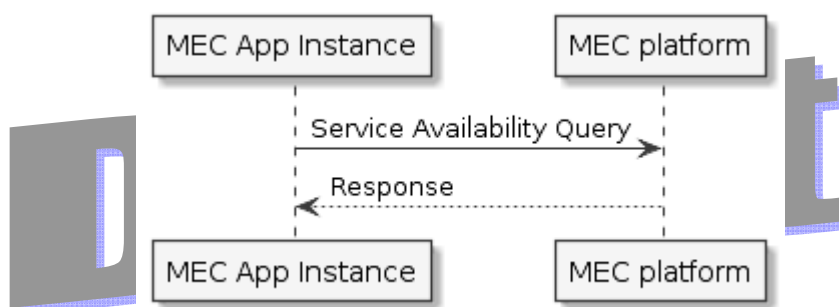 MEC App Instance
MEC platform
Service Availability Query
Response
MEC App Instance
MEC platform
D
t